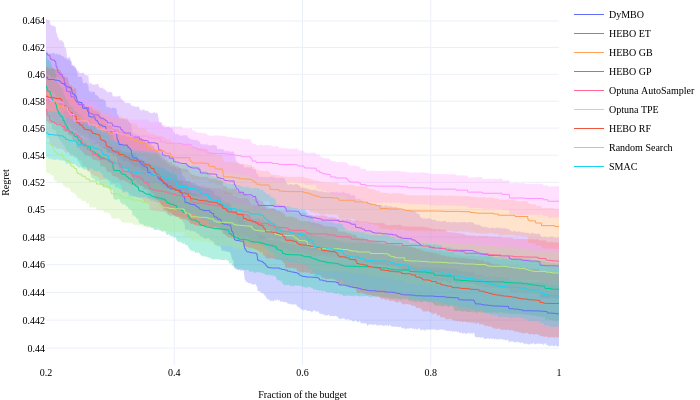 0.464
0.462
0.46
0.458
0.456
0.454
0.452
0.45
0.448
0.446
0.444
0.442
0.44
Regret
0.2
0.4
0.6
0.8
1
Fraction of the budget
DyMBO
HEBO ET
HEBO GB
HEBO GP
Optuna AutoSampler
Optuna TPE
HEBO RF
Random Search
SMAC